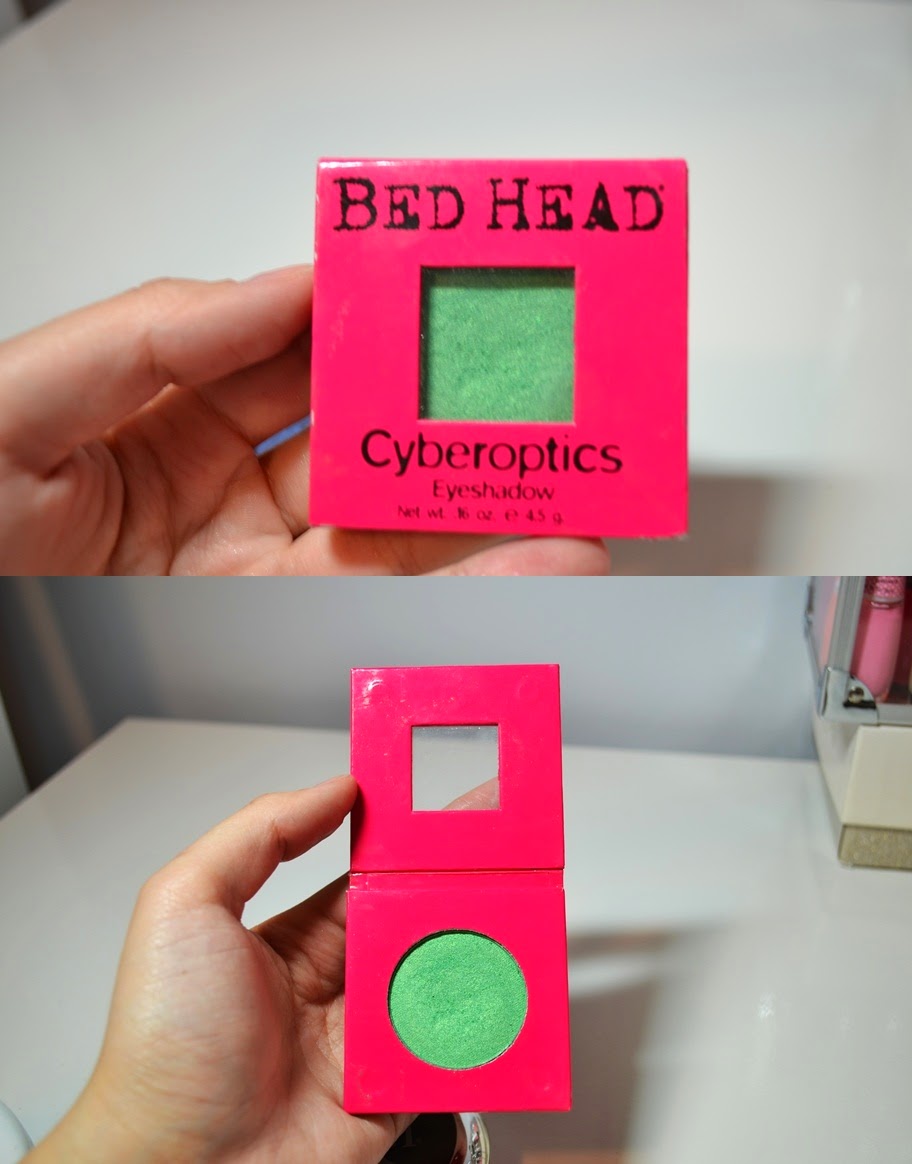 BED HEAD
Cyberoptics
Eyeshadow
Net wt. .16 oz. e 4.5 g.